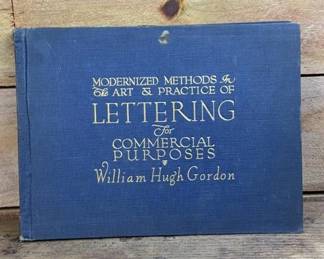 MODERNIZED METHODS In
The ART & PRACTICE OF
LETTERING
For
COMMERCIAL
PURPOSES
William Hugh Gordon